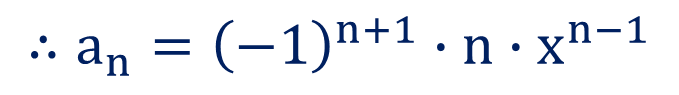 ∴ aₙ = (−1)ⁿ⁺¹ · n · xⁿ⁻¹